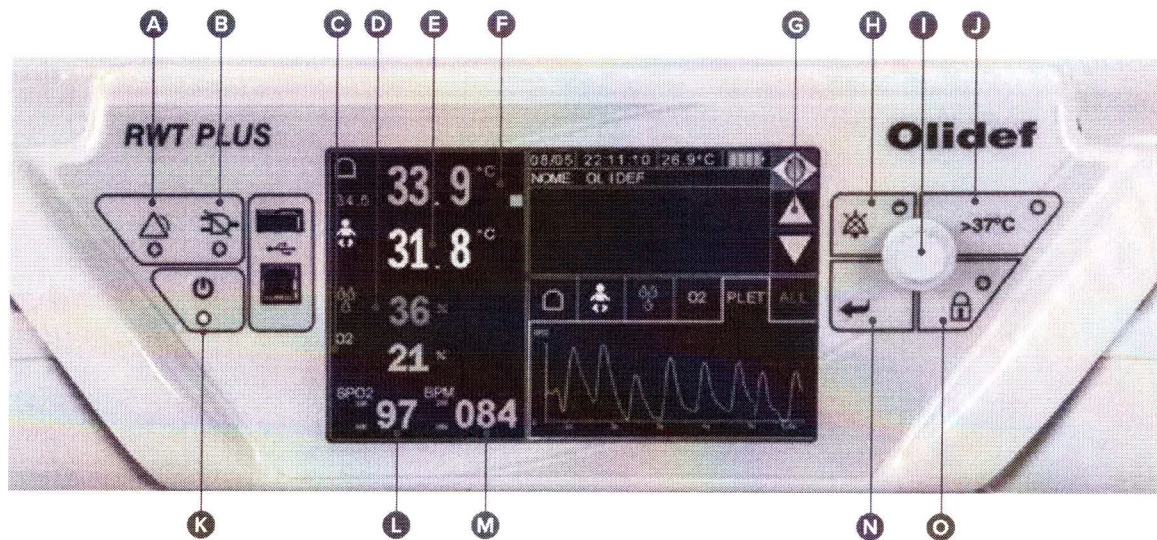 A B C D E F G H I J
RWT PLUS
Olidef
33.9 °C
34.5
31.8 °C
36 %
O2
21 %
SPO2 BPM
97 084
08/05 22:11:10 26.9°C
NOME OLIDEF
O2 PLET ALL
>37°C
K L M N O